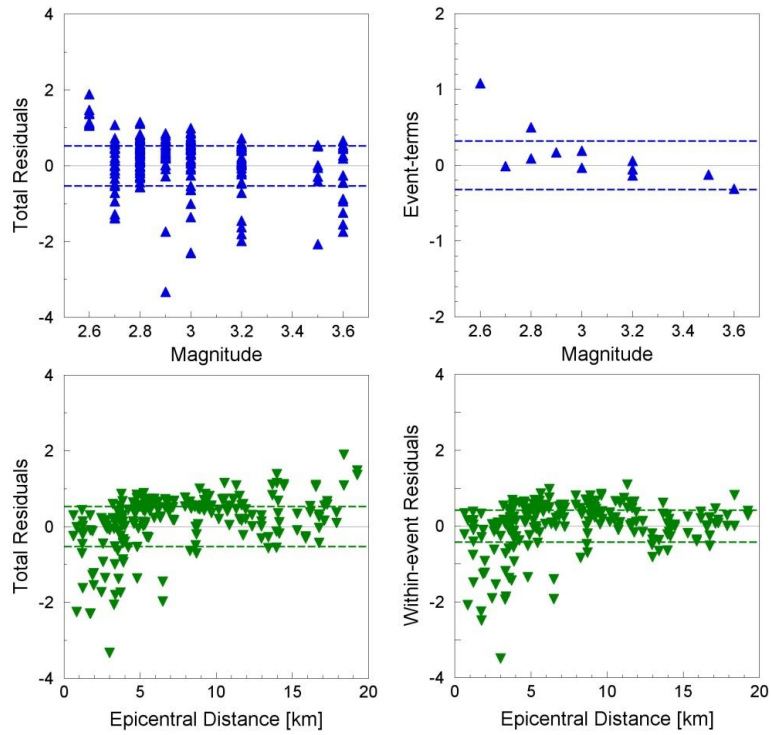 4
2
0
-2
-4
Total Residuals
2.6 2.8 3 3.2 3.4 3.6
Magnitude
2
1
0
-1
-2
Event-terms
2.6 2.8 3 3.2 3.4 3.6
Magnitude
4
2
0
-2
-4
Total Residuals
0 5 10 15 20
Epicentral Distance [km]
4
2
0
-2
-4
Within-event Residuals
0 5 10 15 20
Epicentral Distance [km]